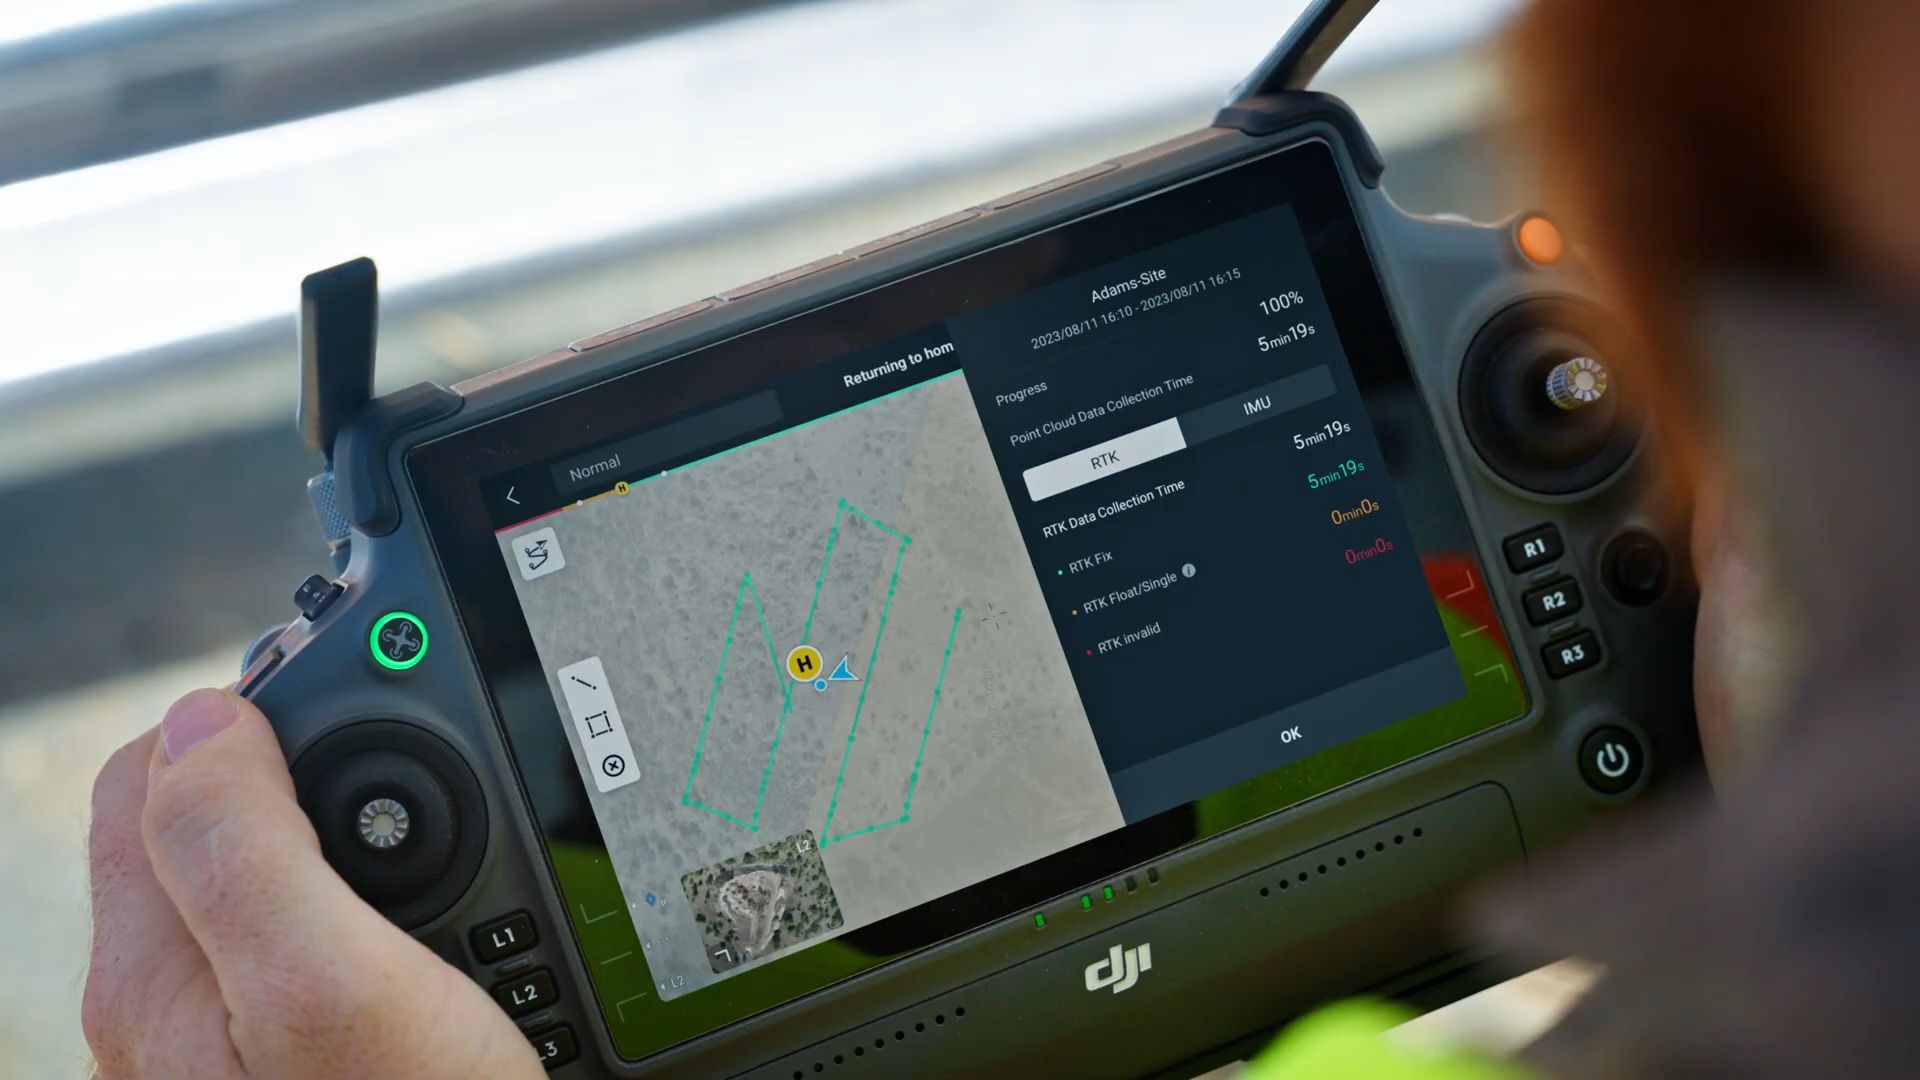 Returning to hom
Normal
H
H
L2
L2
Adams-Site
2023/08/11 16:10 - 2023/08/11 16:15
Progress 100%
Point Cloud Data Collection Time 5min19s
RTK IMU
RTK Data Collection Time 5min19s
RTK Fix 5min19s
RTK Float/Single 0min0s
RTK invalid 0min0s
OK
R1
R2
R3
L1
L2
L3
dji